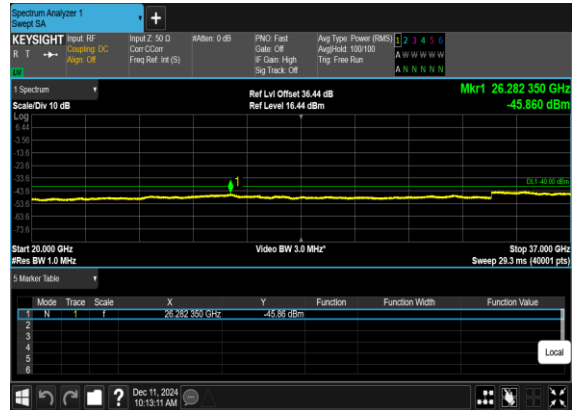 Spectrum Analyzer 1
Swept SA
+
KEYSIGHT Input: RF Input Z: 50 Ω #Atten: 0 dB PNO: Fast Avg Type: Power (RMS) 1 2 3 4 5 6
R T Coupling: DC Corr CCorr Gate: Off Avg|Hold: 100/100 A W W W W W
Align: Off Freq Ref: Int (S) IF Gain: High Trig: Free Run
Sig Track: Off A N N N N N
1 Spectrum Ref Lvl Offset 36.44 dB Mkr1 26.282 350 GHz
Scale/Div 10 dB Ref Level 16.44 dBm -45.860 dBm
Log
6.44
-3.56
-13.6
-23.6
1
-33.6
DL1 -40.00 dBm
-43.6
-53.6
-63.6
-73.6
Start 20.000 GHz Video BW 3.0 MHz* Stop 37.000 GHz
#Res BW 1.0 MHz Sweep 29.3 ms (40001 pts)
5 Marker Table
Mode Trace Scale X Y Function Function Width Function Value
1 N 1 f 26.282 350 GHz -45.86 dBm
2
3
4
5
6
Local
? Dec 11, 2024
10:13:11 AM